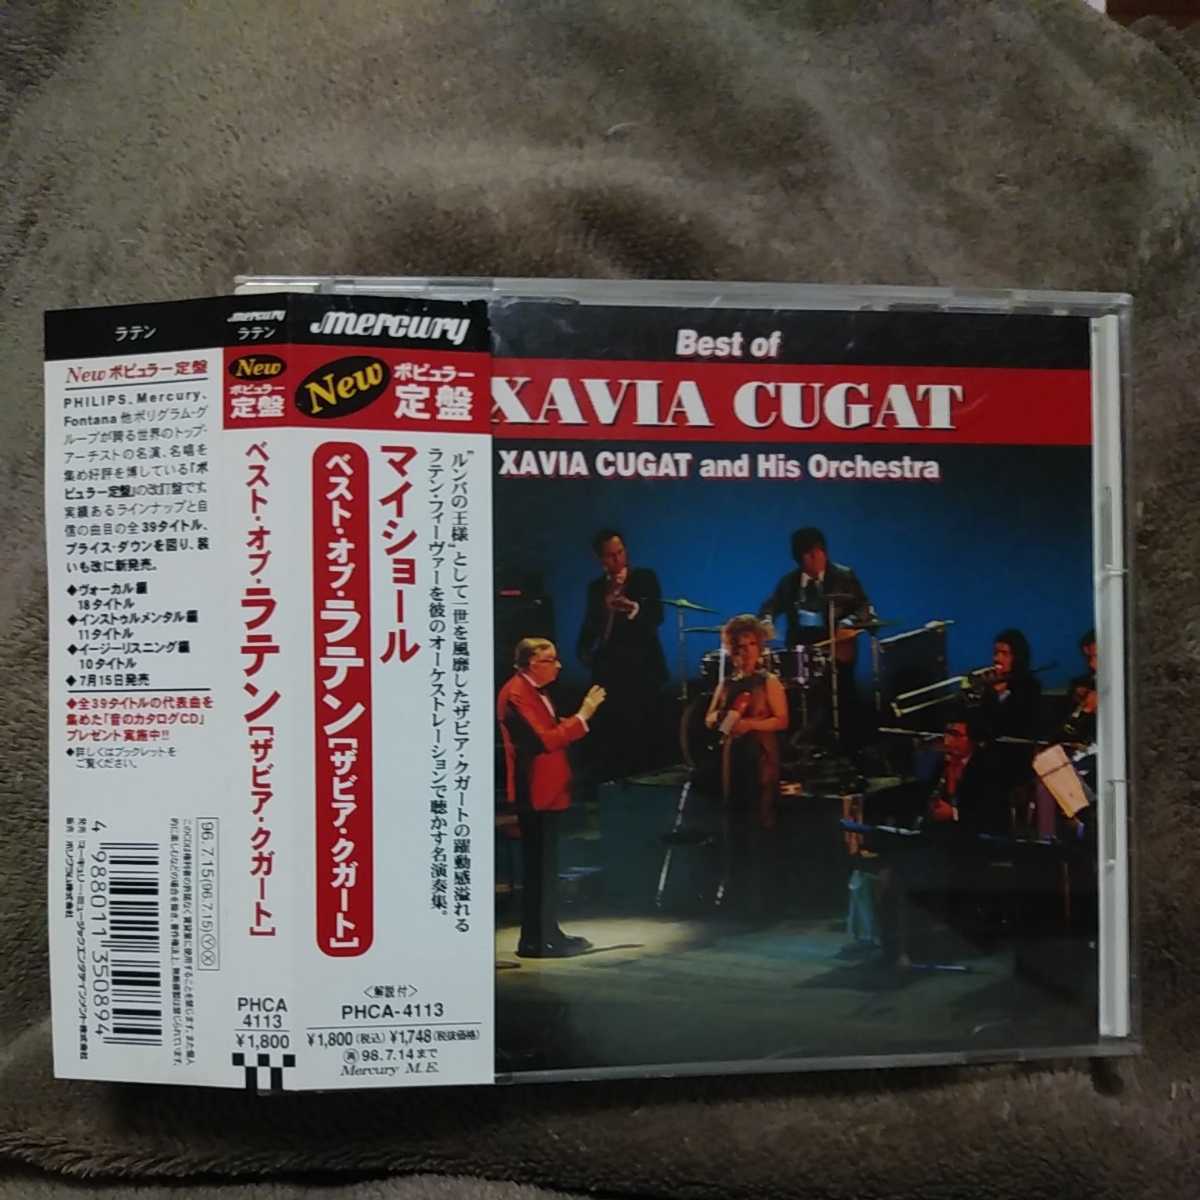 ラテン
New ポピュラー定盤
PHILIPS、Mercury、
Fontana他ポリグラム・グ
ループが誇る世界のトップ・
アーチストの名演、名唱を
集め好評を博している「ポ
ピュラー定盤」の改訂盤です。
実績あるラインナップと自
信の曲目の全39タイトル、
プライス・ダウンを図り、装
いも改に新発売。
◆ヴォーカル編
18タイトル
◆インストゥルメンタル編
11タイトル
◆イージーリスニング編
10タイトル
◆7月15日発売
◆全39タイトルの代表曲を
集めた「音のカタログCD」
プレゼント実施中!!
◆詳しくはブックレットを
ご覧ください。
96.7.15(96.7.15)Ⓨ Ⓧ
4 988011 350894
mercury
ラテン
New
ポピュラー
定盤
ベスト・オブ・ラテン[ザビア・クガート]
PHCA
4113
¥1,800
mercury
New
ポピュラー
定盤
"ルンバの王様"として一世を風靡したザビア・クガートの躍動感溢れる
ラテン・フィーヴァーを彼のオーケストレーションで聴かす名演奏集。
マイショール
ベスト・オブ・ラテン[ザビア・クガート]
〈解説付〉
PHCA-4113
¥1,800(税込) ¥1,748(税抜価格)
再98.7.14まで
Mercury M.E.
Best of
XAVIA CUGAT
XAVIA CUGAT and His Orchestra